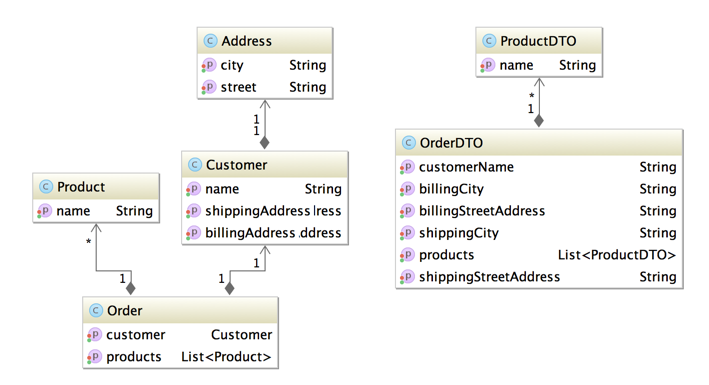 C Address
p city String
p street String
1
1
C Customer
p name String
p shippingAddress
p billingAddress
C Product
p name String
*
1
1
1
C Order
p customer Customer
p products List<Product>
C ProductDTO
p name String
*
1
C OrderDTO
p customerName String
p billingCity String
p billingStreetAddress String
p shippingCity String
p products List<ProductDTO>
p shippingStreetAddress String